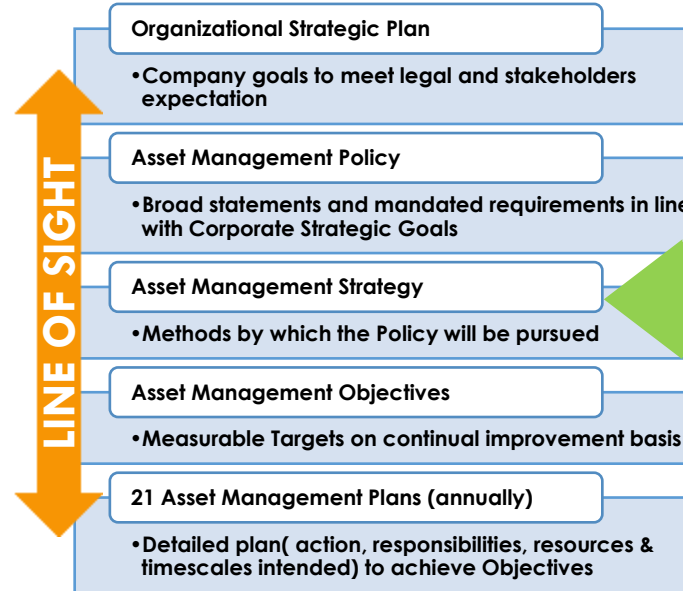 LINE OF SIGHT
Organizational Strategic Plan
•Company goals to meet legal and stakeholders
expectation
Asset Management Policy
•Broad statements and mandated requirements in line
with Corporate Strategic Goals
Asset Management Strategy
•Methods by which the Policy will be pursued
Asset Management Objectives
•Measurable Targets on continual improvement basis
21 Asset Management Plans (annually)
•Detailed plan( action, responsibilities, resources &
timescales intended) to achieve Objectives